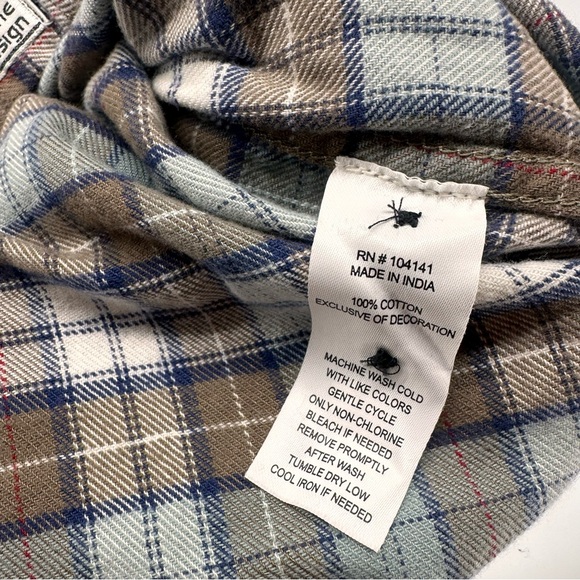 sign
RN # 104141
MADE IN INDIA
100% COTTON
EXCLUSIVE OF DECORATION
MACHINE WASH COLD
WITH LIKE COLORS
GENTLE CYCLE
ONLY NON-CHLORINE
BLEACH IF NEEDED
REMOVE PROMPTLY
AFTER WASH
TUMBLE DRY LOW
COOL IRON IF NEEDED